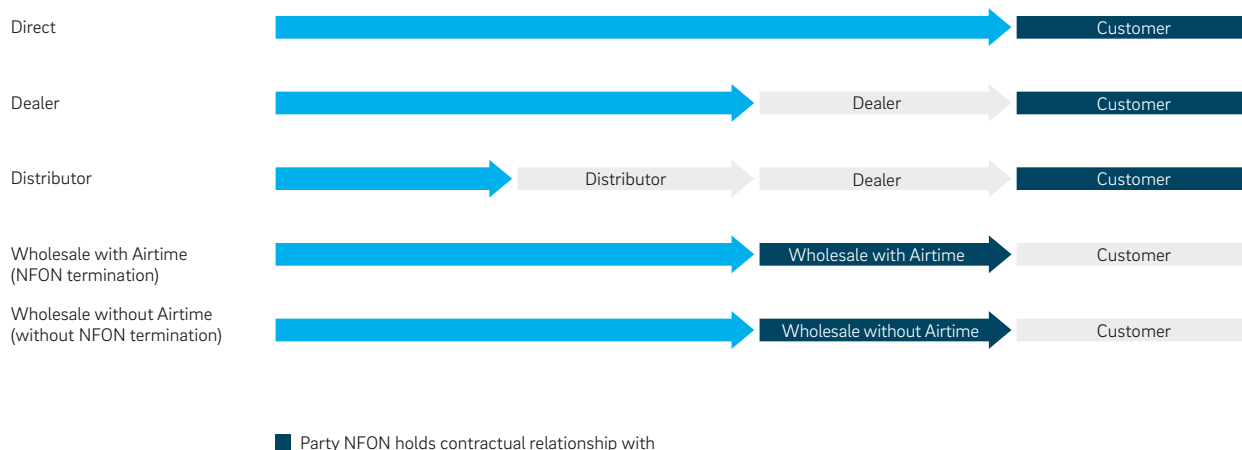 Direct
Customer
Dealer
Dealer
Customer
Distributor
Distributor
Dealer
Customer
Wholesale with Airtime
(NFON termination)
Wholesale with Airtime
Customer
Wholesale without Airtime
(without NFON termination)
Wholesale without Airtime
Customer
Party NFON holds contractual relationship with